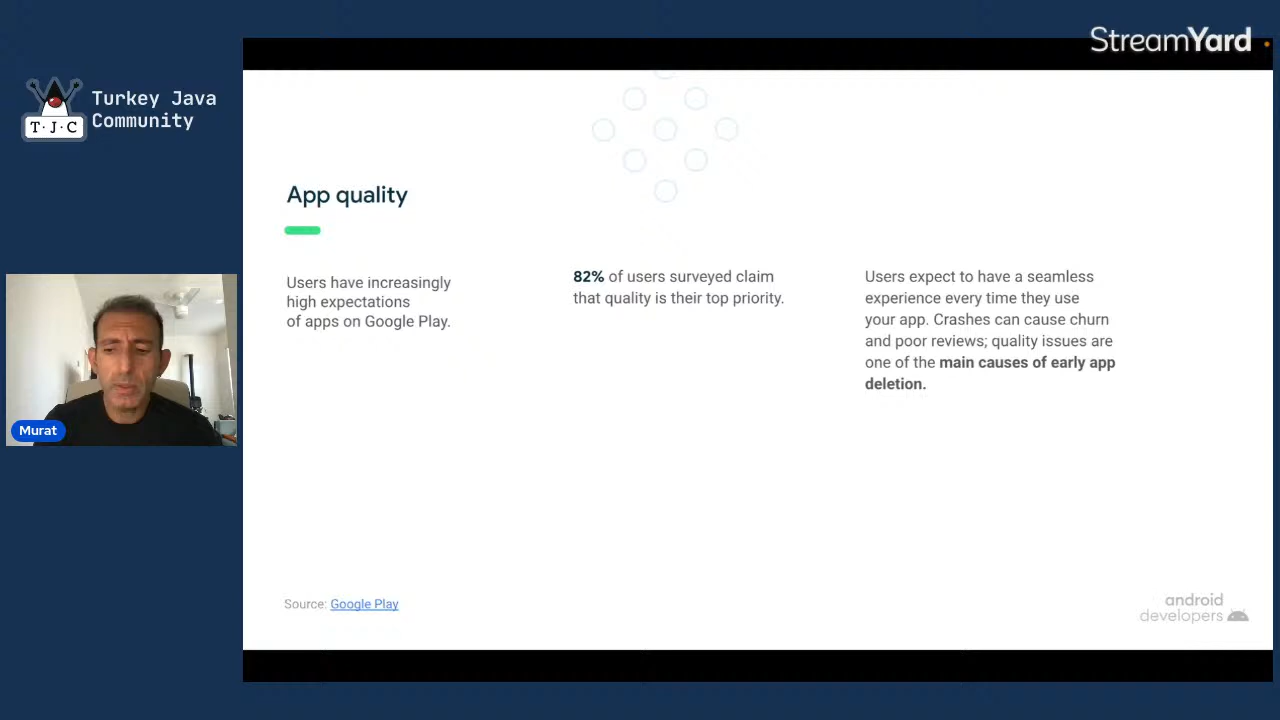 StreamYard
Turkey Java
Community
T·J·C
App quality
Users have increasingly
high expectations
of apps on Google Play.
82% of users surveyed claim
that quality is their top priority.
Users expect to have a seamless
experience every time they use
your app. Crashes can cause churn
and poor reviews; quality issues are
one of the main causes of early app
deletion.
Murat
Source: Google Play
android
developers